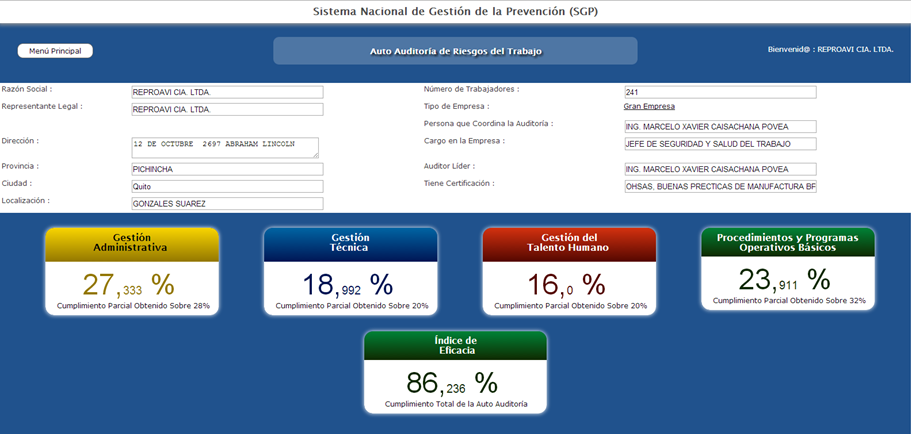 Sistema Nacional de Gestión de la Prevención (SGP)
Menú Principal
Auto Auditoría de Riesgos del Trabajo
Bienvenid@ : REPROAVI CIA. LTDA.
Razón Social : REPROAVI CIA. LTDA.
Número de Trabajadores : 241
Representante Legal : REPROAVI CIA. LTDA.
Tipo de Empresa : Gran Empresa
Persona que Coordina la Auditoría : ING. MARCELO XAVIER CAISACHANA POVEA
Dirección : 12 DE OCTUBRE 2697 ABRAHAM LINCOLN
Cargo en la Empresa : JEFE DE SEGURIDAD Y SALUD DEL TRABAJO
Provincia : PICHINCHA
Auditor Líder : ING. MARCELO XAVIER CAISACHANA POVEA
Ciudad : Quito
Tiene Certificación : OHSAS, BUENAS PRECTICAS DE MANUFACTURA BF
Localización : GONZALES SUAREZ
Gestión
Administrativa
27,333 %
Cumplimiento Parcial Obtenido Sobre 28%
Gestión
Técnica
18,992 %
Cumplimiento Parcial Obtenido Sobre 20%
Gestión del
Talento Humano
16,0 %
Cumplimiento Parcial Obtenido Sobre 20%
Procedimientos y Programas
Operativos Básicos
23,911 %
Cumplimiento Parcial Obtenido Sobre 32%
Índice de
Eficacia
86,236 %
Cumplimiento Total de la Auto Auditoría